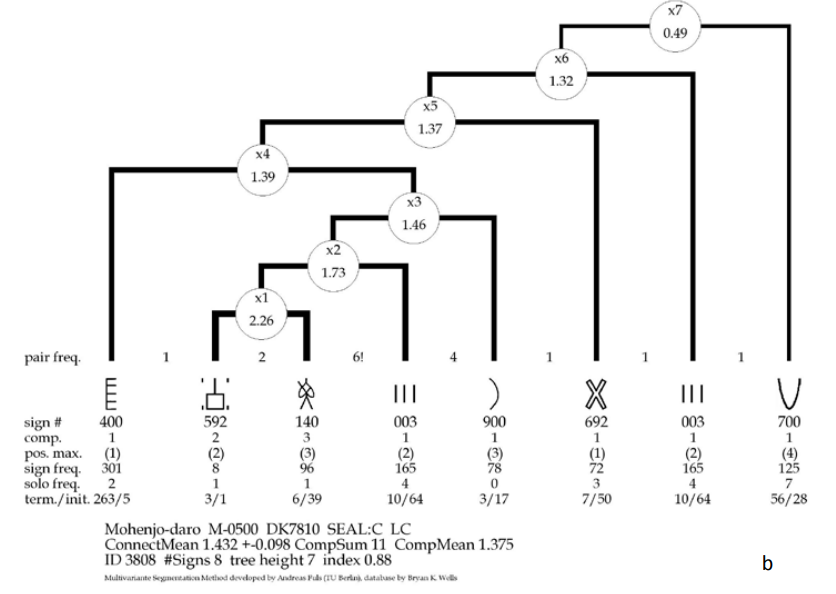 x7
0.49
x6
1.32
x5
1.37
x4
1.39
x3
1.46
x2
1.73
x1
2.26
pair freq. 1 2 6! 4 1 1 1
sign # 400 592 140 003 900 692 003 700
comp. 1 2 3 1 1 1 1 1
pos. max. (1) (2) (3) (2) (3) (1) (2) (4)
sign freq. 301 8 96 165 78 72 165 125
solo freq. 2 1 1 4 0 3 4 7
term./init. 263/5 3/1 6/39 10/64 3/17 7/50 10/64 56/28
Mohenjo-daro M-0500 DK7810 SEAL:C LC
ConnectMean 1.432 +-0.098 CompSum 11 CompMean 1.375
ID 3808 #Signs 8 tree height 7 index 0.88
Multivariate Segmentation Method developed by Andreas Fuls (TU Berlin), database by Bryan K. Wells
b